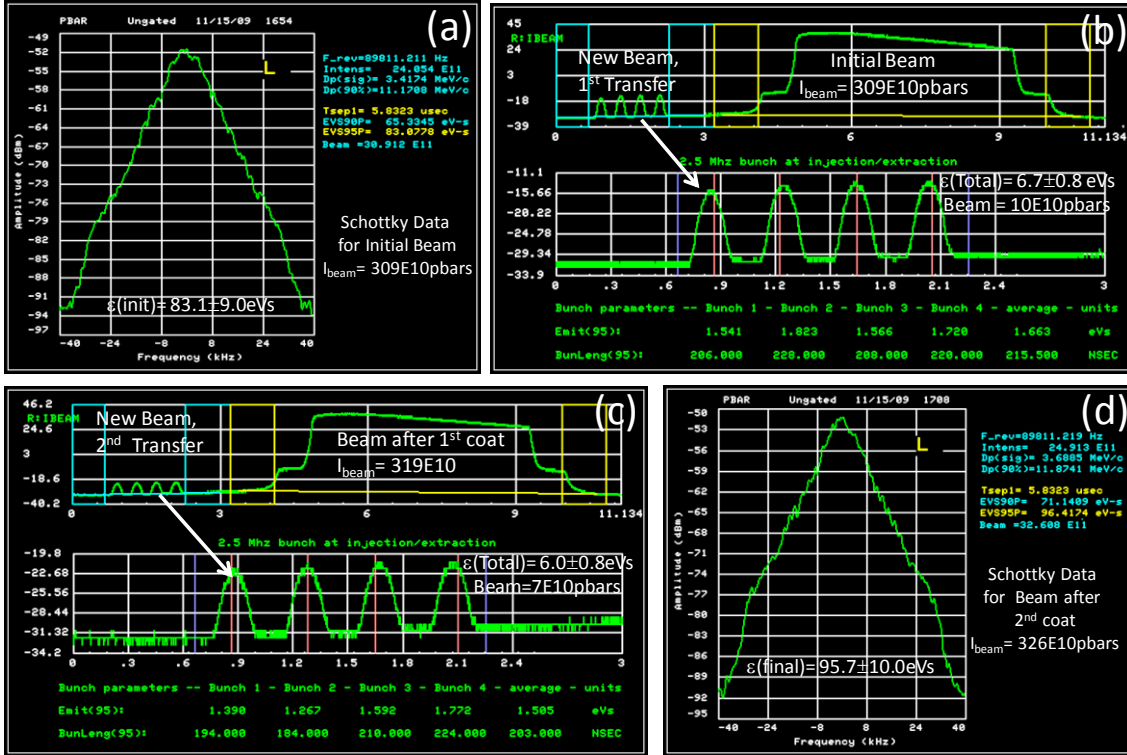 PBAR Ungated 11/15/09 1654
(a)
-49
-52
-55
-58
-61
-64
-67
-70
-73
-76
-79
-82
-85
-88
-91
-94
-97
Amplitude (dBm)
-40 -24 -8 8 24 40
Frequency (kHz)
L
F_rev=89811.211 Hz
Intens= 24.054 E11
Dp(sig)= 3.4174 MeV/c
Dp(90%)=11.1708 MeV/c
Tsep1= 5.8323 usec
EVS90P= 65.3345 eV-s
EVS95P= 83.0778 eV-s
Beam =30.912 E11
Schottky Data
for Initial Beam
Ibeam= 309E10pbars
ε(init)= 83.1±9.0eVs
(b)
45
R:IBEAM
24
3
-18
-39
0 3 6 9 11.134
New Beam,
1st Transfer
Initial Beam
Ibeam= 309E10pbars
2.5 Mhz bunch at injection/extraction
-11.1
-15.66
-20.22
-24.78
-29.34
-33.9
0 .3 .6 .9 1.2 1.5 1.8 2.1 2.4 3
ε(Total)= 6.7±0.8 eVs
Beam = 10E10pbars
Bunch parameters -- Bunch 1 - Bunch 2 - Bunch 3 - Bunch 4 - average - units
Emit(95): 1.541 1.823 1.566 1.720 1.663 eVs
BunLeng(95): 206.000 228.000 208.000 220.000 215.500 NSEC
(c)
46.2
R:IBEAM
24.6
3
-18.6
-40.2
0 3 6 9 11.134
New Beam,
2nd Transfer
Beam after 1st coat
Ibeam = 319E10
2.5 Mhz bunch at injection/extraction
-19.8
-22.68
-25.56
-28.44
-31.32
-34.2
0 .3 .6 .9 1.2 1.5 1.8 2.1 2.4 3
ε(Total)= 6.0±0.8eVs
Beam=7E10pbars
Bunch parameters -- Bunch 1 - Bunch 2 - Bunch 3 - Bunch 4 - average - units
Emit(95): 1.390 1.267 1.592 1.772 1.505 eVs
BunLeng(95): 194.000 184.000 210.000 224.000 203.000 NSEC
PBAR Ungated 11/15/09 1708
(d)
-50
-53
-56
-59
-62
-65
-68
-71
-74
-77
-80
-83
-86
-89
-92
-95
Amplitude (dBm)
-40 -24 -8 8 24 40
Frequency (kHz)
L
F_rev=89811.219 Hz
Intens= 24.913 E11
Dp(sig)= 3.6885 MeV/c
Dp(90%)=11.8741 MeV/c
Tsep1= 5.8323 usec
EVS90P= 71.1409 eV-s
EVS95P= 96.4174 eV-s
Beam =32.608 E11
Schottky Data
for Beam after
2nd coat
Ibeam= 326E10pbars
ε(final)=95.7±10.0eVs